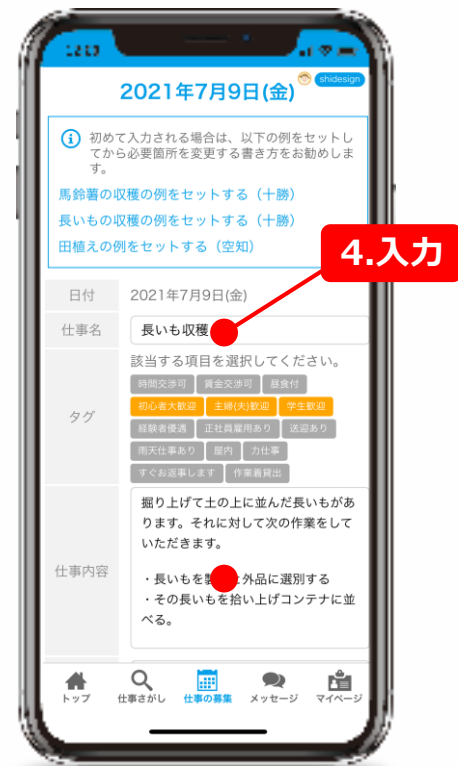 12:17
2021年7月9日(金)
shidesign
初めて入力される場合は、以下の例をセットし
てから必要箇所を変更する書き方をお勧めしま
す。
馬鈴薯の収穫の例をセットする（十勝）
長いもの収穫の例をセットする（十勝）
田植えの例をセットする（空知）
4.入力
日付 2021年7月9日(金)
仕事名 長いも収穫
該当する項目を選択してください。
タグ
時間交渉可 賃金交渉可 昼食付
初心者大歓迎 主婦(夫)歓迎 学生歓迎
経験者優遇 正社員雇用あり 送迎あり
雨天仕事あり 屋内 力仕事
すぐお返事します 作業着貸出
仕事内容
掘り上げて土の上に並んだ長いもがあ
ります。それに対して次の作業をして
いただきます。
・長いもを製 と外品に選別する
・その長いもを拾い上げコンテナに並
べる。
トップ 仕事さがし 仕事の募集 メッセージ マイページ